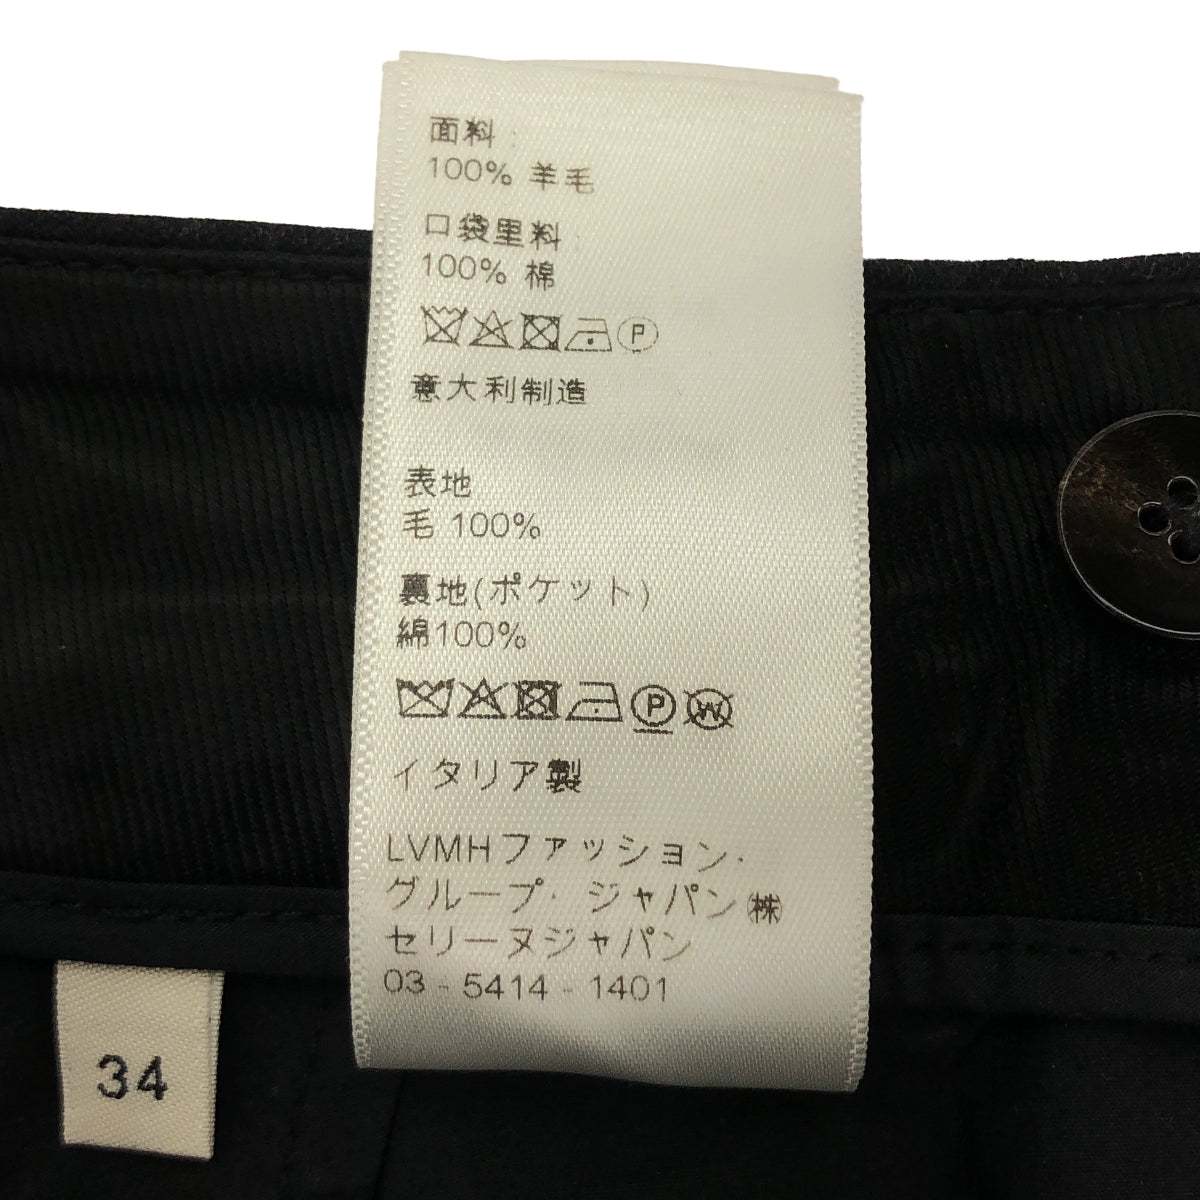 面料:
100% 羊毛
口袋里料:
100% 棉
P
意大利制造
表地
毛 100%
裏地(ポケット)
綿100%
P W
イタリア製
LVMHファッション・
グループ・ジャパン㈱
セリーヌジャパン
03 - 5414 - 1401
34